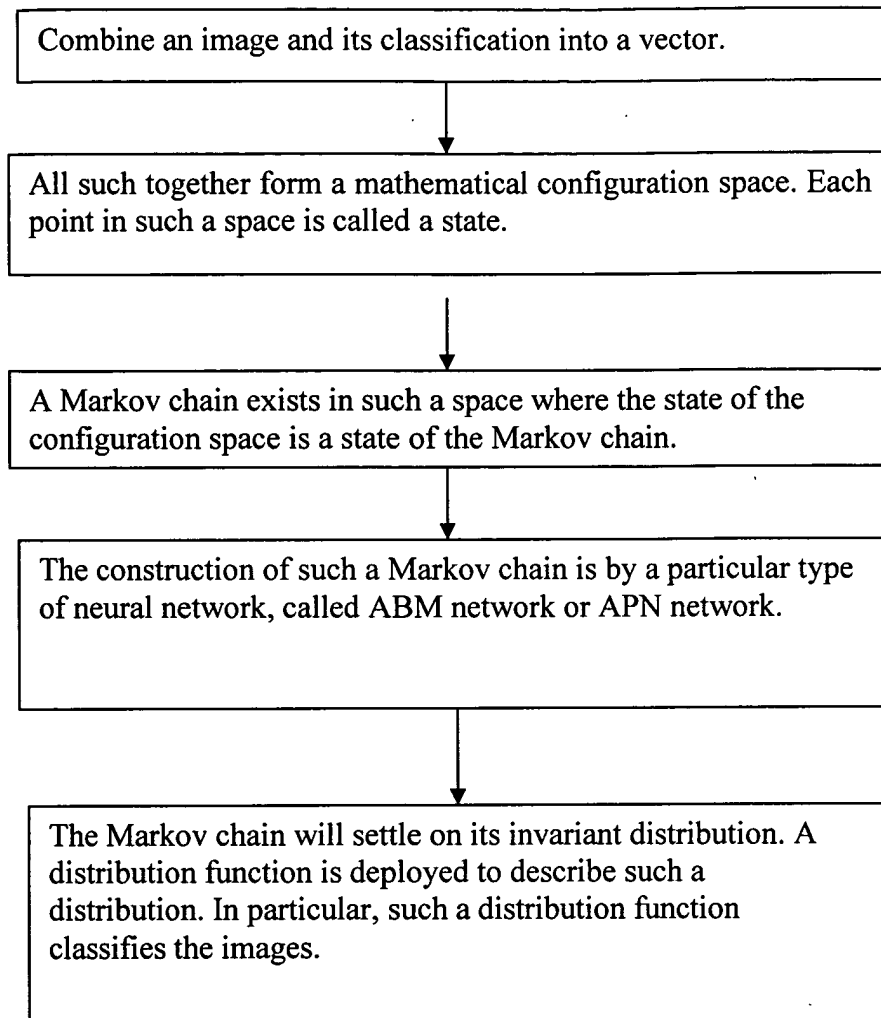 Combine an image and its classification into a vector.
All such together form a mathematical configuration space. Each
point in such a space is called a state.
A Markov chain exists in such a space where the state of the
configuration space is a state of the Markov chain.
The construction of such a Markov chain is by a particular type
of neural network, called ABM network or APN network.
The Markov chain will settle on its invariant distribution. A
distribution function is deployed to describe such a
distribution. In particular, such a distribution function
classifies the images.